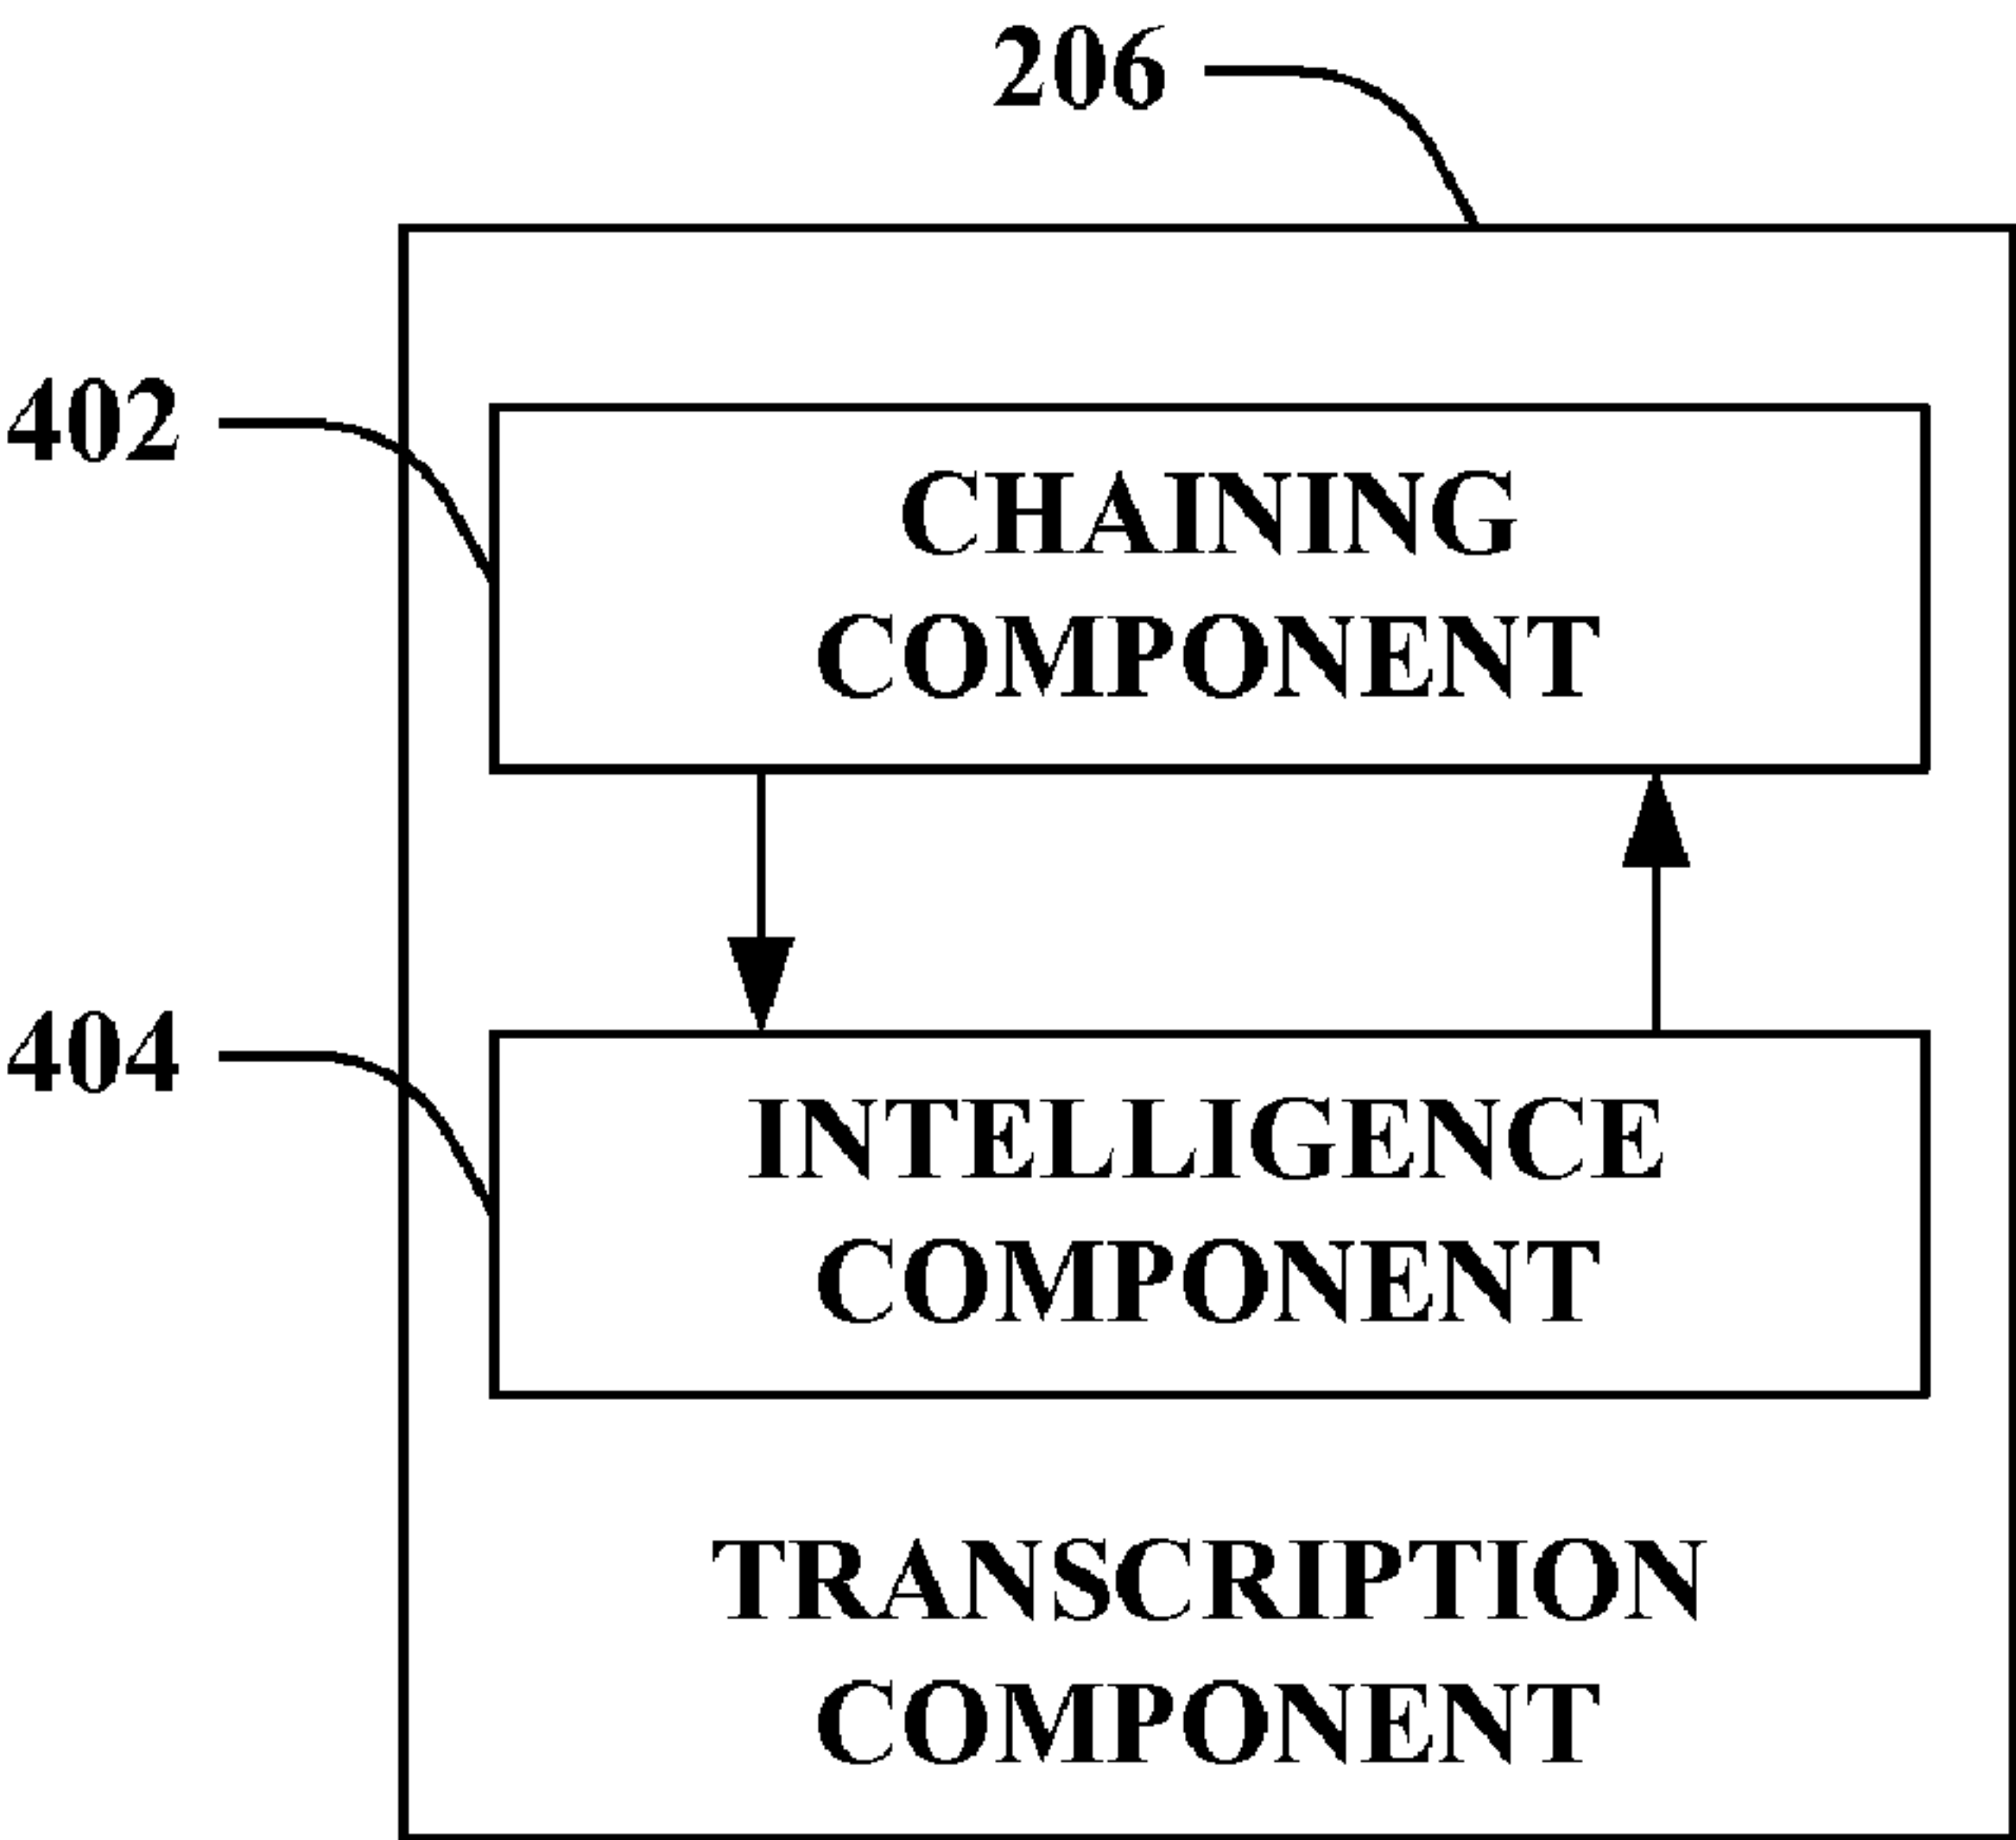 206
402
CHAINING
COMPONENT
404
INTELLIGENCE
COMPONENT
TRANSCRIPTION
COMPONENT